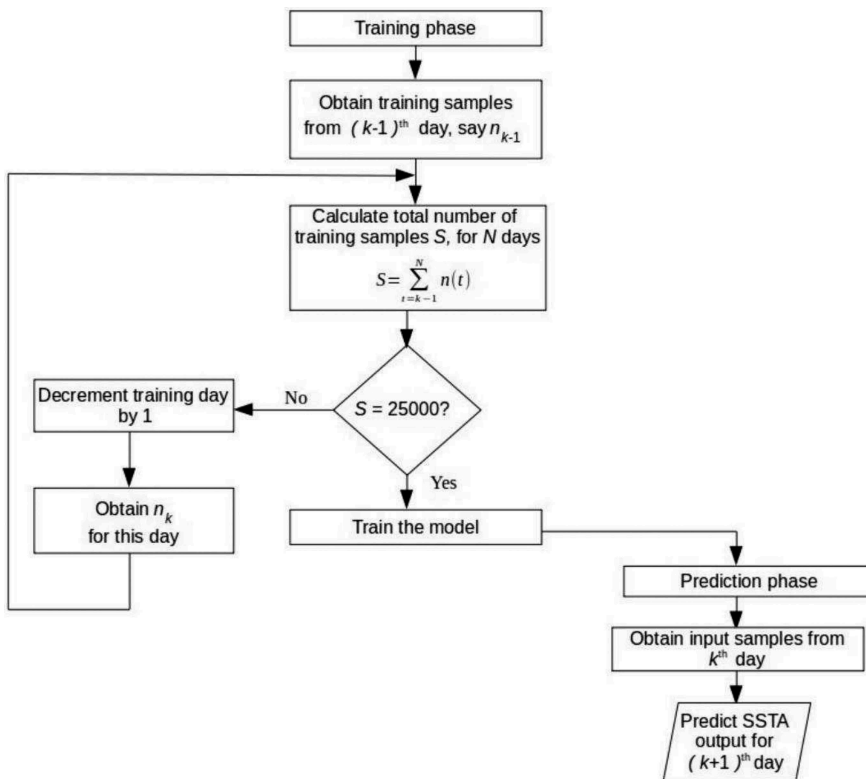 Training phase
Obtain training samples
from ( k-1 )ᵗʰ day, say n_{k-1}
Calculate total number of
training samples S, for N days
S = ∑_{t=k-1}^{N} n(t)
S = 25000?
No
Decrement training day
by 1
Obtain n_k
for this day
Yes
Train the model
Prediction phase
Obtain input samples from
kᵗʰ day
Predict SSTA
output for
( k+1 )ᵗʰ day